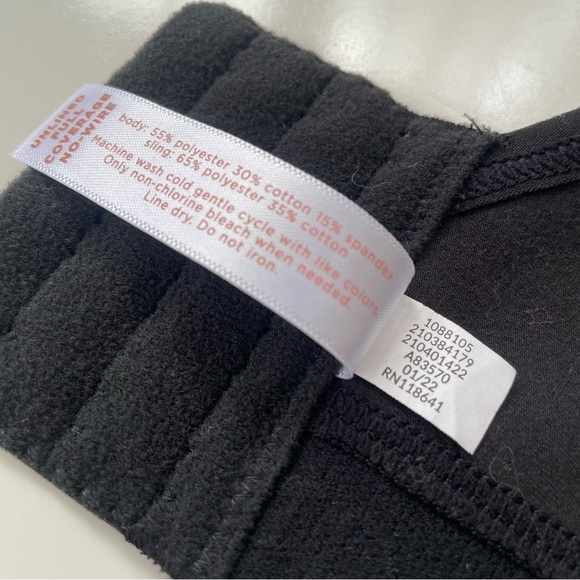 UNLINED
FULL
COVERAGE
NO-WIRE
body: 55% polyester 30% cotton 15% spandex
sling: 65% polyester 35% cotton
Machine wash cold gentle cycle with like colors.
Only non-chlorine bleach when needed.
Line dry. Do not iron.
1088105
210384179
210401422
A83570
01/22
RN118641